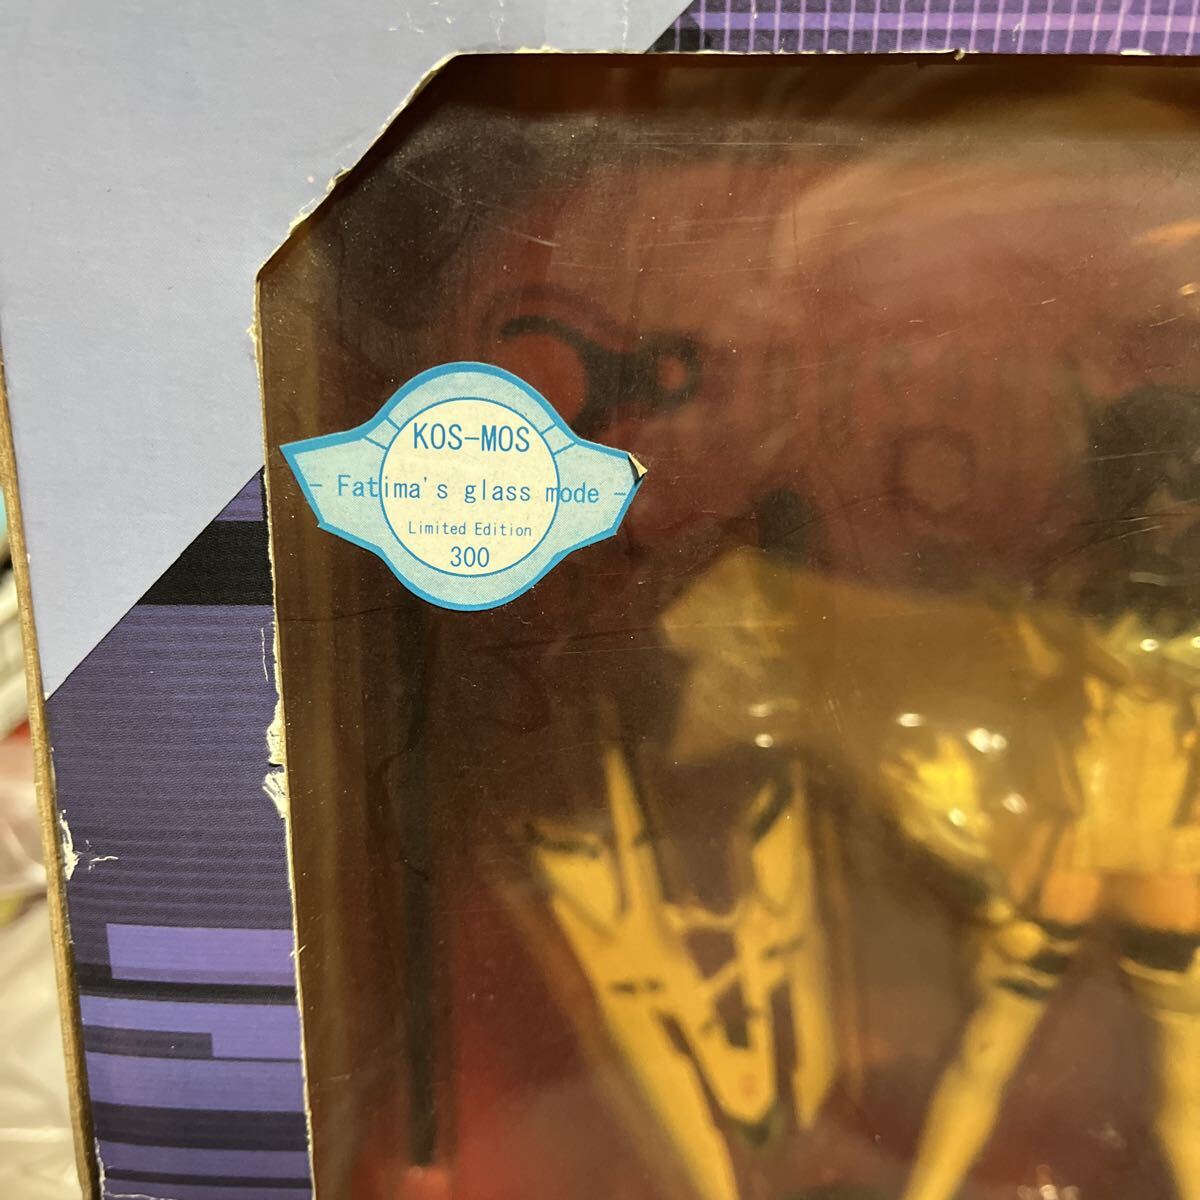 KOS-MOS
- Fatima's glass mode -
Limited Edition
300